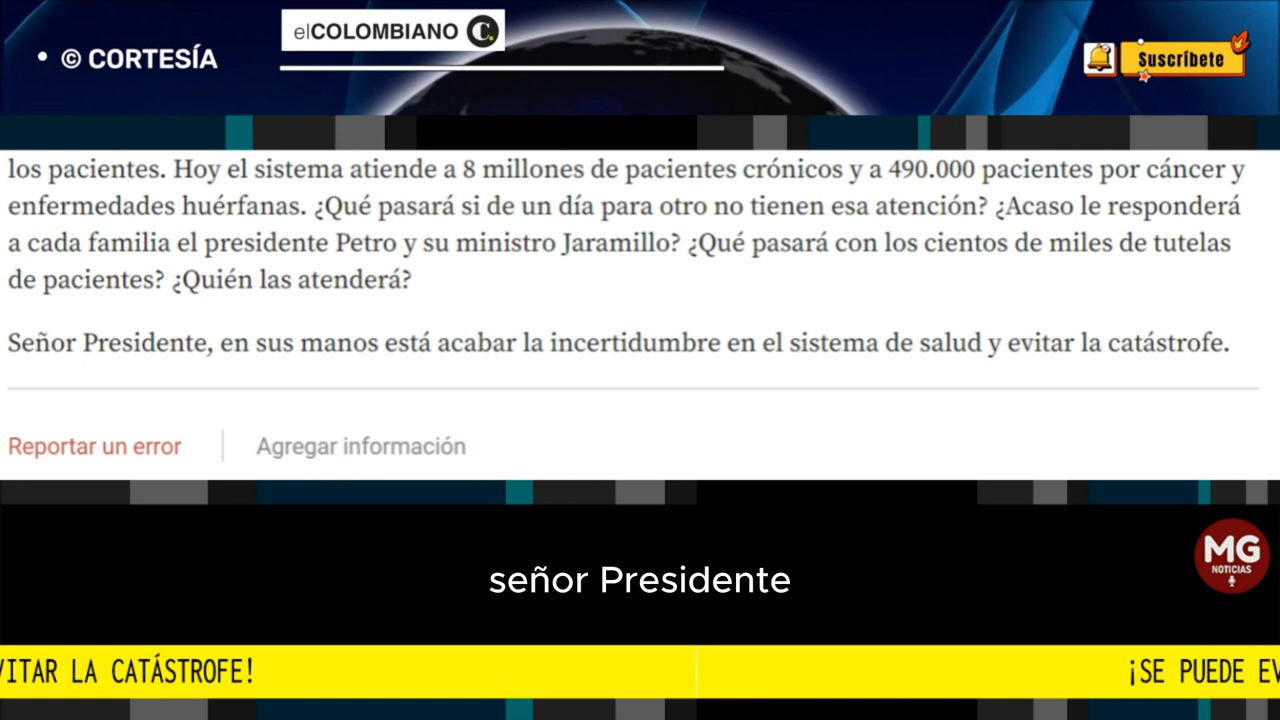 • © CORTESÍA
elCOLOMBIANO C.
Suscríbete
los pacientes. Hoy el sistema atiende a 8 millones de pacientes crónicos y a 490.000 pacientes por cáncer y
enfermedades huérfanas. ¿Qué pasará si de un día para otro no tienen esa atención? ¿Acaso le responderá
a cada familia el presidente Petro y su ministro Jaramillo? ¿Qué pasará con los cientos de miles de tutelas
de pacientes? ¿Quién las atenderá?
Señor Presidente, en sus manos está acabar la incertidumbre en el sistema de salud y evitar la catástrofe.
Reportar un error
Agregar información
MG
NOTICIAS
señor Presidente
VITAR LA CATÁSTROFE!
¡SE PUEDE EV